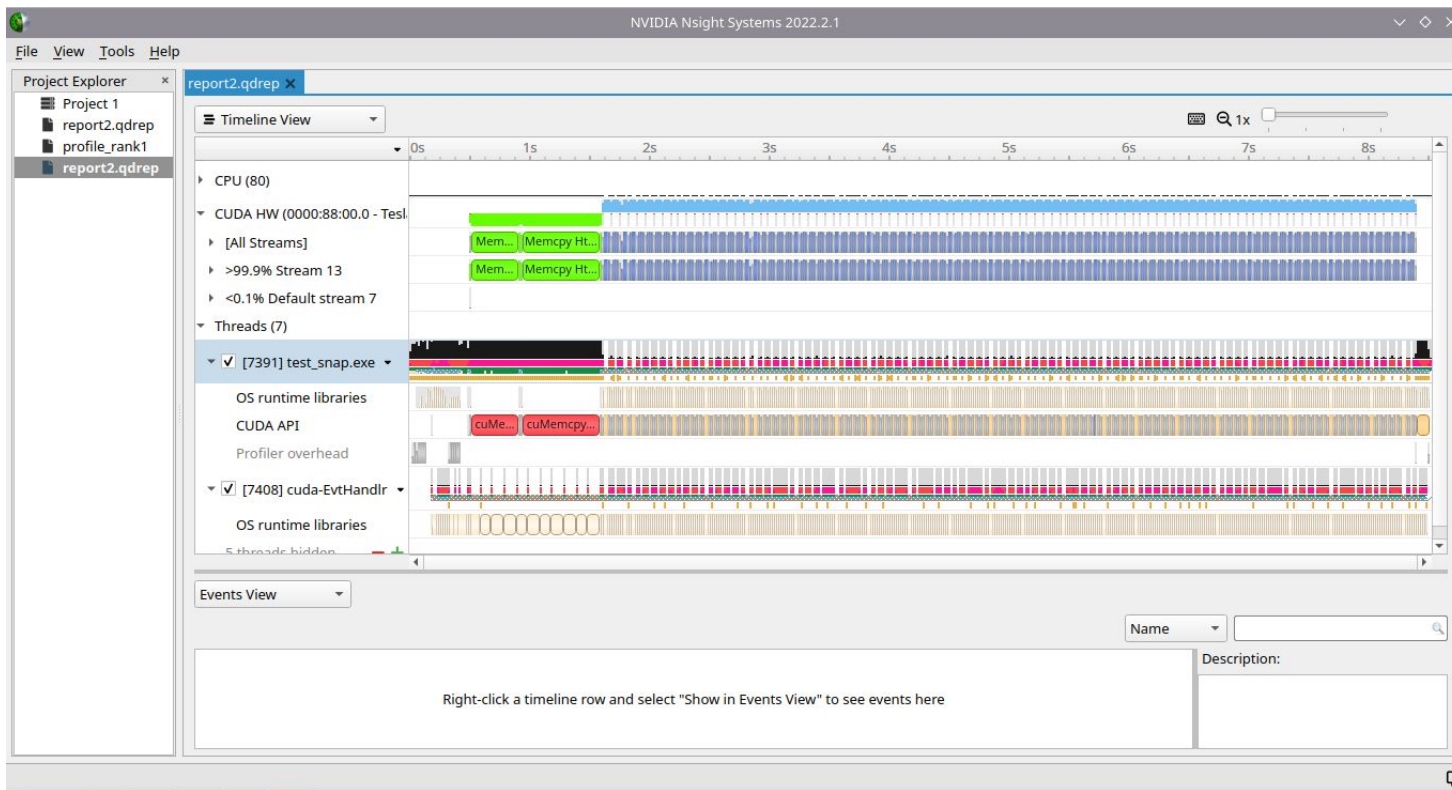 NVIDIA Nsight Systems 2022.2.1
File View Tools Help
Project Explorer ×
Project 1
report2.qdrep
profile_rank1
report2.qdrep
report2.qdrep
Timeline View
1x
0s 1s 2s 3s 4s 5s 6s 7s 8s
CPU (80)
CUDA HW (0000:88:00.0 - Tesl
[All Streams]
Mem... Memcpy Ht...
>99.9% Stream 13
Mem... Memcpy Ht...
<0.1% Default stream 7
Threads (7)
[7391] test_snap.exe
OS runtime libraries
CUDA API
cuMe... cuMemcpy...
Profiler overhead
[7408] cuda-EvtHandlr
OS runtime libraries
5 threads hidden
Events View
Name
Description:
Right-click a timeline row and select "Show in Events View" to see events here